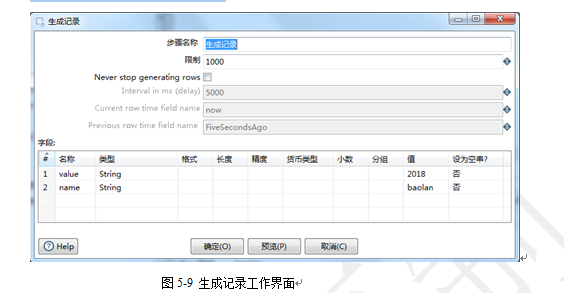 生成记录
步骤名称 生成记录
限制 1000
Never stop generating rows
Interval in ms (delay) 5000
Current row time field name now
Previous row time field name FiveSecondsAgo
字段:
# 名称 类型 格式 长度 精度 货币类型 小数 分组 值 设为空串?
1 value String 2018 否
2 name String baolan 否
Help 确定(O) 预览(P) 取消(C)
图 5-9 生成记录工作界面